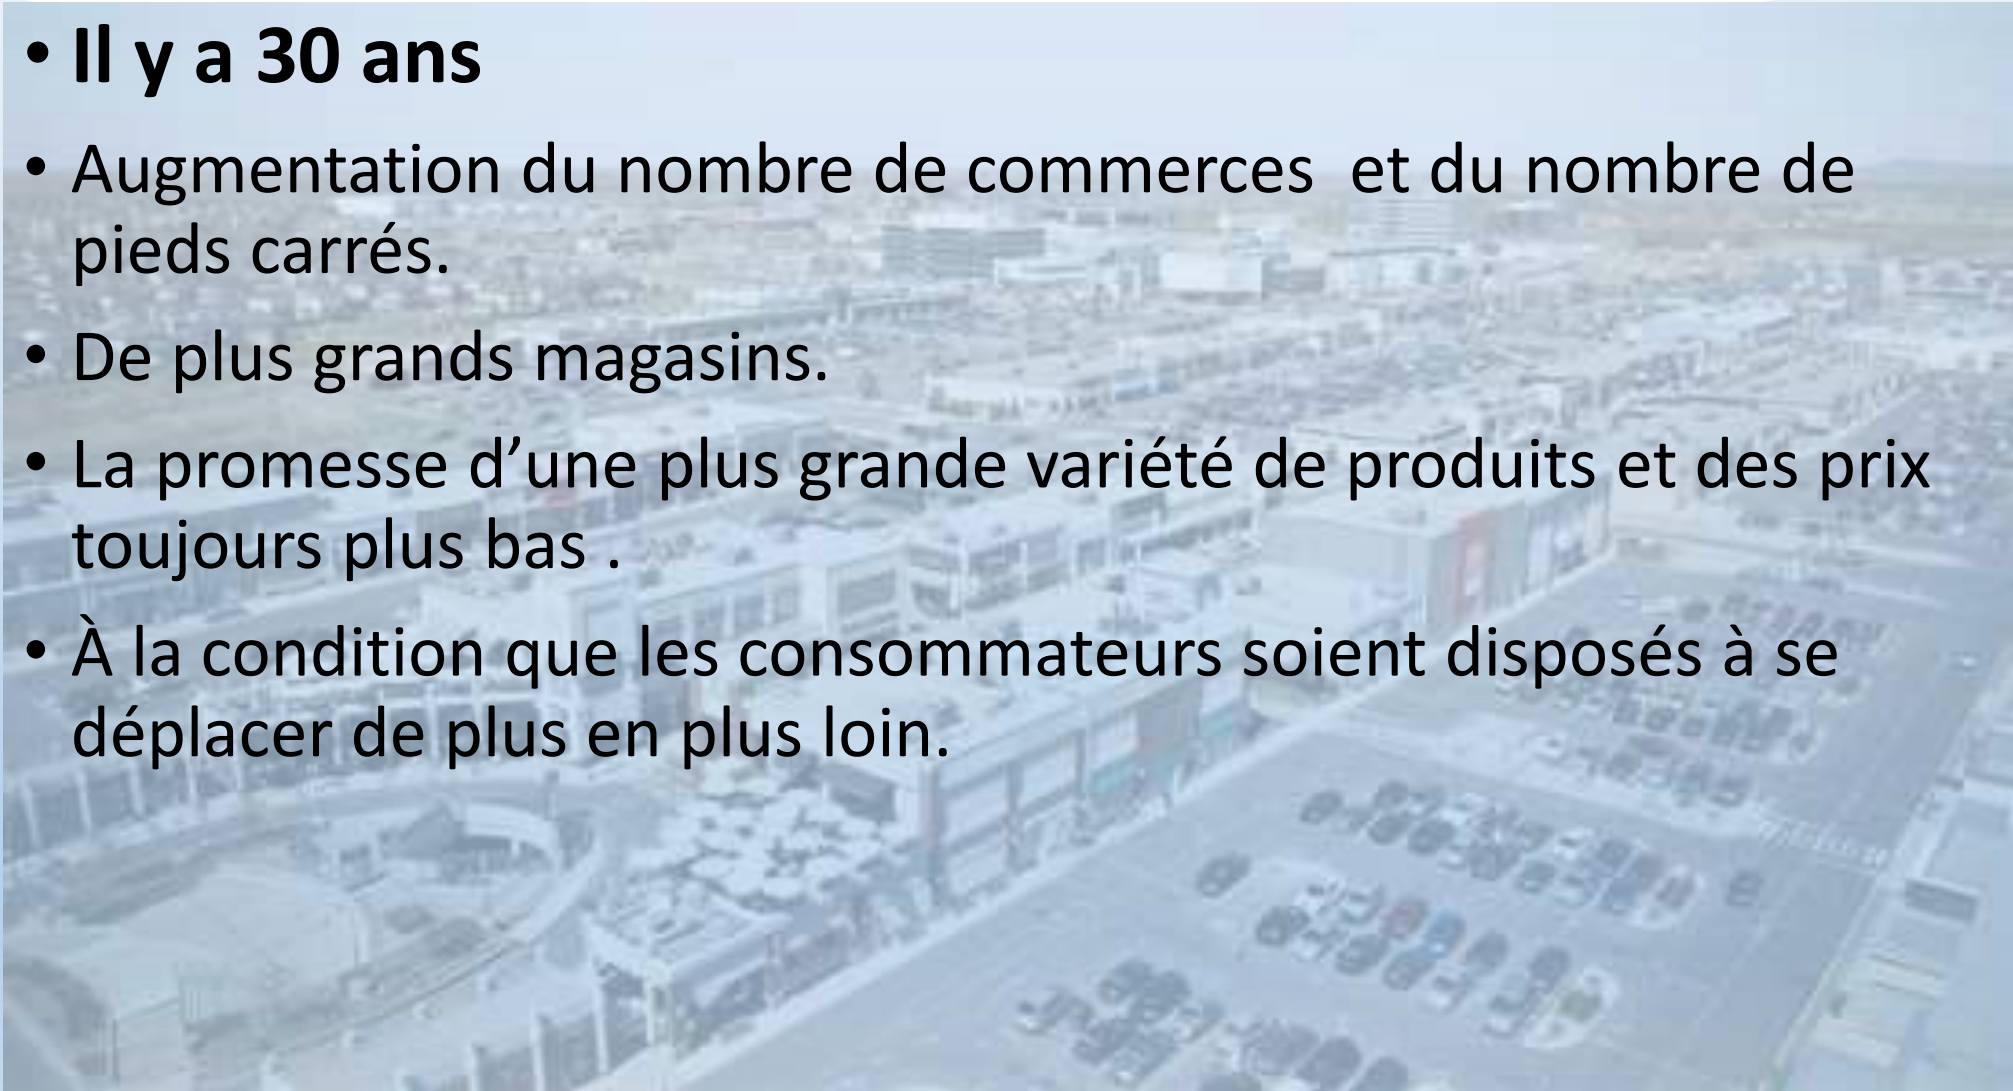 • Il y a 30 ans
• Augmentation du nombre de commerces  et du nombre de
pieds carrés.
• De plus grands magasins.
• La promesse d’une plus grande variété de produits et des prix
toujours plus bas .
• À la condition que les consommateurs soient disposés à se
déplacer de plus en plus loin.